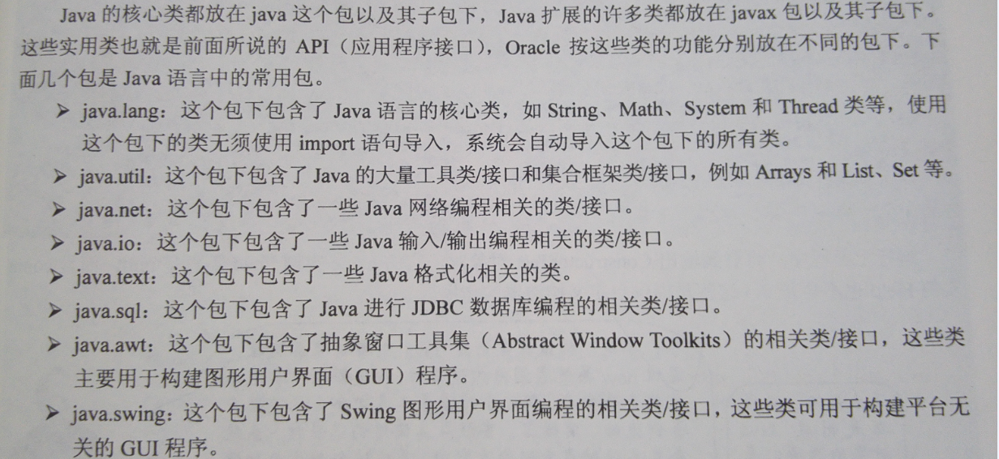 Java 的核心类都放在 java 这个包以及其子包下，Java 扩展的许多类都放在 javax 包以及其子包下。
这些实用类也就是前面所说的 API（应用程序接口），Oracle 按这些类的功能分别放在不同的包下。下
面几个包是 Java 语言中的常用包。
➢ java.lang：这个包下包含了 Java 语言的核心类，如 String、Math、System 和 Thread 类等，使用
这个包下的类无须使用 import 语句导入，系统会自动导入这个包下的所有类。
➢ java.util：这个包下包含了 Java 的大量工具类/接口和集合框架类/接口，例如 Arrays 和 List、Set 等。
➢ java.net：这个包下包含了一些 Java 网络编程相关的类/接口。
➢ java.io：这个包下包含了一些 Java 输入/输出编程相关的类/接口。
➢ java.text：这个包下包含了一些 Java 格式化相关的类。
➢ java.sql：这个包下包含了 Java 进行 JDBC 数据库编程的相关类/接口。
➢ java.awt：这个包下包含了抽象窗口工具集（Abstract Window Toolkits）的相关类/接口，这些类
主要用于构建图形用户界面（GUI）程序。
➢ java.swing：这个包下包含了 Swing 图形用户界面编程的相关类/接口，这些类可用于构建平台无
关的 GUI 程序。